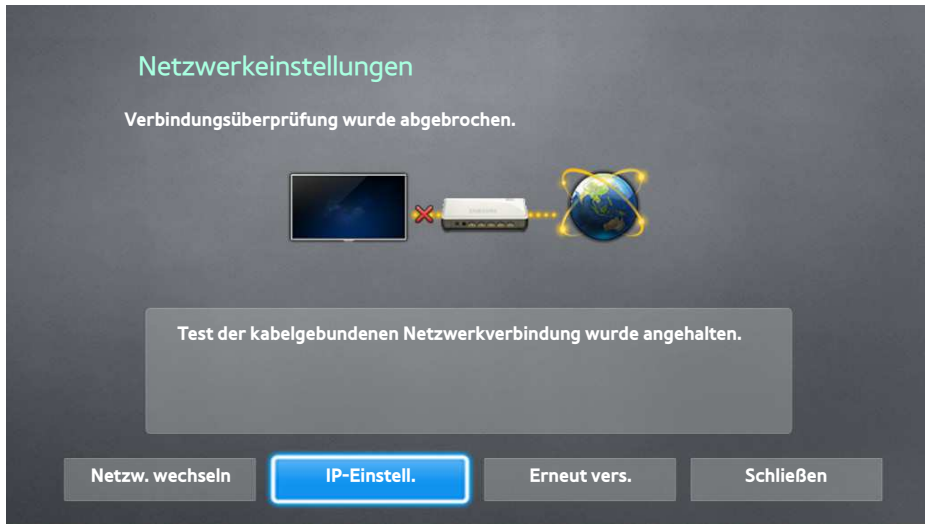 Netzwerkeinstellungen
Verbindungsüberprüfung wurde abgebrochen.
Test der kabelgebundenen Netzwerkverbindung wurde angehalten.
Netzw. wechseln
IP-Einstell.
Erneut vers.
Schließen